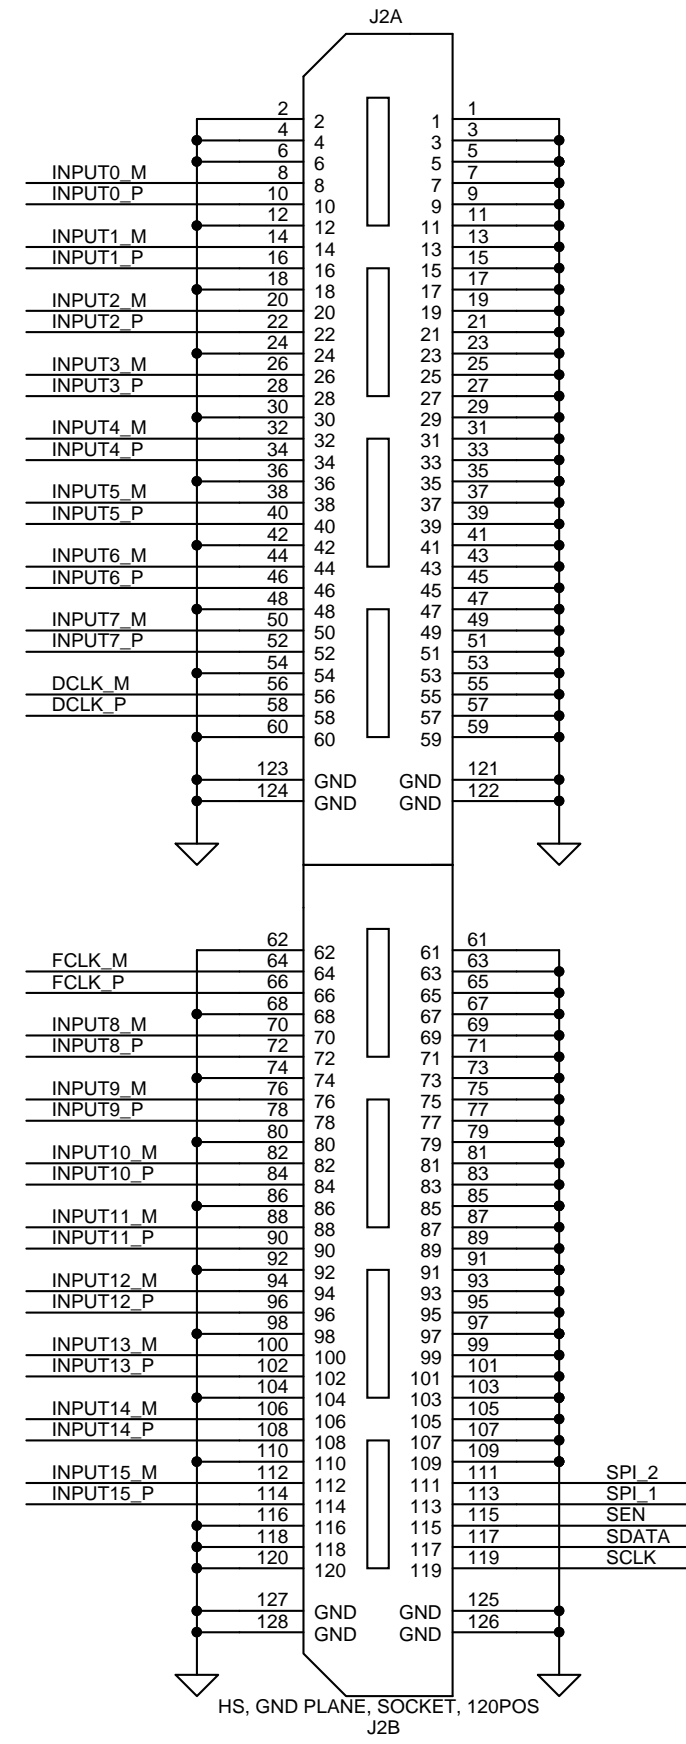 J2A
2 2 1 1
4 4 3 3
6 6 5 5
INPUT0_M 8 8 7 7
INPUT0_P 10 10 9 9
12 12 11 11
INPUT1_M 14 14 13 13
INPUT1_P 16 16 15 15
18 18 17 17
INPUT2_M 20 20 19 19
INPUT2_P 22 22 21 21
24 24 23 23
INPUT3_M 26 26 25 25
INPUT3_P 28 28 27 27
30 30 29 29
INPUT4_M 32 32 31 31
INPUT4_P 34 34 33 33
36 36 35 35
INPUT5_M 38 38 37 37
INPUT5_P 40 40 39 39
42 42 41 41
INPUT6_M 44 44 43 43
INPUT6_P 46 46 45 45
48 48 47 47
INPUT7_M 50 50 49 49
INPUT7_P 52 52 51 51
54 54 53 53
DCLK_M 56 56 55 55
DCLK_P 58 58 57 57
60 60 59 59
123 GND GND 121
124 GND GND 122
62 62 61 61
FCLK_M 64 64 63 63
FCLK_P 66 66 65 65
68 68 67 67
INPUT8_M 70 70 69 69
INPUT8_P 72 72 71 71
74 74 73 73
INPUT9_M 76 76 75 75
INPUT9_P 78 78 77 77
80 80 79 79
INPUT10_M 82 82 81 81
INPUT10_P 84 84 83 83
86 86 85 85
INPUT11_M 88 88 87 87
INPUT11_P 90 90 89 89
92 92 91 91
INPUT12_M 94 94 93 93
INPUT12_P 96 96 95 95
98 98 97 97
INPUT13_M 100 100 99 99
INPUT13_P 102 102 101 101
104 104 103 103
INPUT14_M 106 106 105 105
INPUT14_P 108 108 107 107
110 110 109 109
INPUT15_M 112 112 111 111 SPI_2
INPUT15_P 114 114 113 113 SPI_1
116 116 115 115 SEN
118 118 117 117 SDATA
120 120 119 119 SCLK
127 GND GND 125
128 GND GND 126
HS, GND PLANE, SOCKET, 120POS
J2B